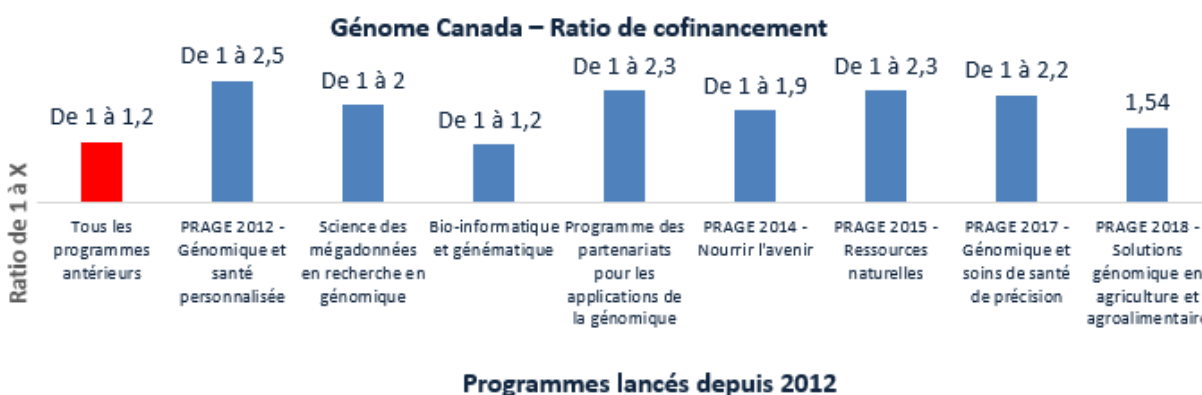 Génome Canada – Ratio de cofinancement
De 1 à 1,2
De 1 à 2,5
De 1 à 2
De 1 à 1,2
De 1 à 2,3
De 1 à 1,9
De 1 à 2,3
De 1 à 2,2
1,54
Ratio de 1 à X
Tous les
programmes
antérieurs
PRAGE 2012 -
Génomique et
santé
personnalisée
Science des
mégadonnées
en recherche en
génomique
Bio-informatique
et génématique
Programme des
partenariats
pour les
applications de
la génomique
PRAGE 2014 -
Nourrir l'avenir
PRAGE 2015 -
Ressources
naturelles
PRAGE 2017 -
Génomique et
soins de santé
de précision
PRAGE 2018 -
Solutions
génomique en
agriculture et
agroalimentaire
Programmes lancés depuis 2012